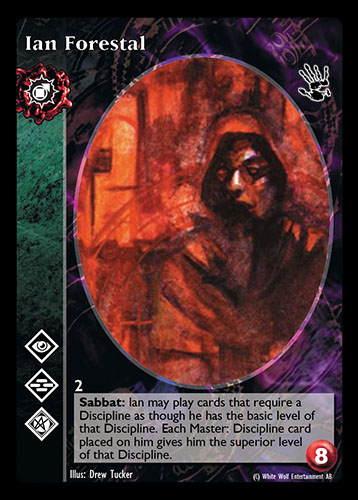 Ian Forestal
2
Sabbat: Ian may play cards that require a
Discipline as though he has the basic level of
that Discipline. Each Master: Discipline card
placed on him gives him the superior level
of that Discipline.
8
Illus: Drew Tucker
(C) White Wolf Entertainment AB